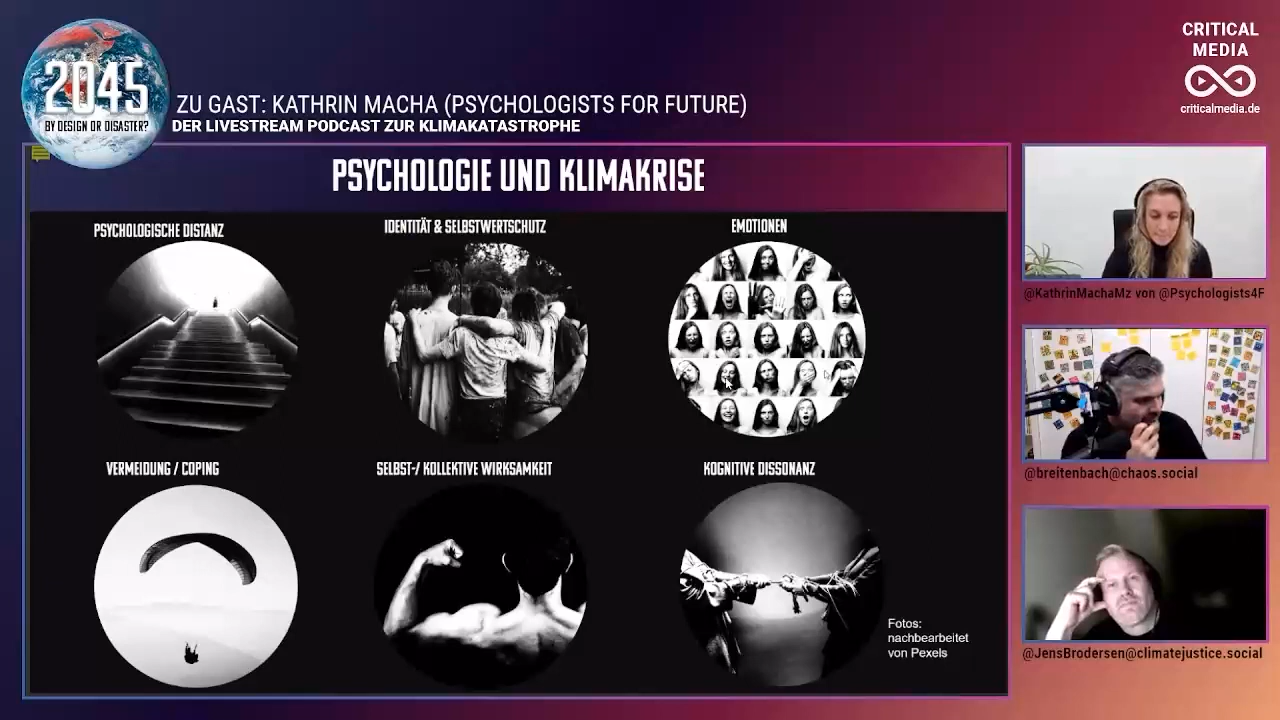 2045
BY DESIGN OR DISASTER?
ZU GAST: KATHRIN MACHA (PSYCHOLOGISTS FOR FUTURE)
DER LIVESTREAM PODCAST ZUR KLIMAKATASTROPHE
CRITICAL
MEDIA
criticalmedia.de
PSYCHOLOGIE UND KLIMAKRISE
PSYCHOLOGISCHE DISTANZ
IDENTITÄT & SELBSTWERTSCHUTZ
EMOTIONEN
VERMEIDUNG / COPING
SELBST-/ KOLLEKTIVE WIRKSAMKEIT
KOGNITIVE DISSONANZ
Fotos:
nachbearbeitet
von Pexels
@KathrinMachaMz von @Psychologists4F
@breitenbach@chaos.social
@JensBrodersen@climatejustice.social